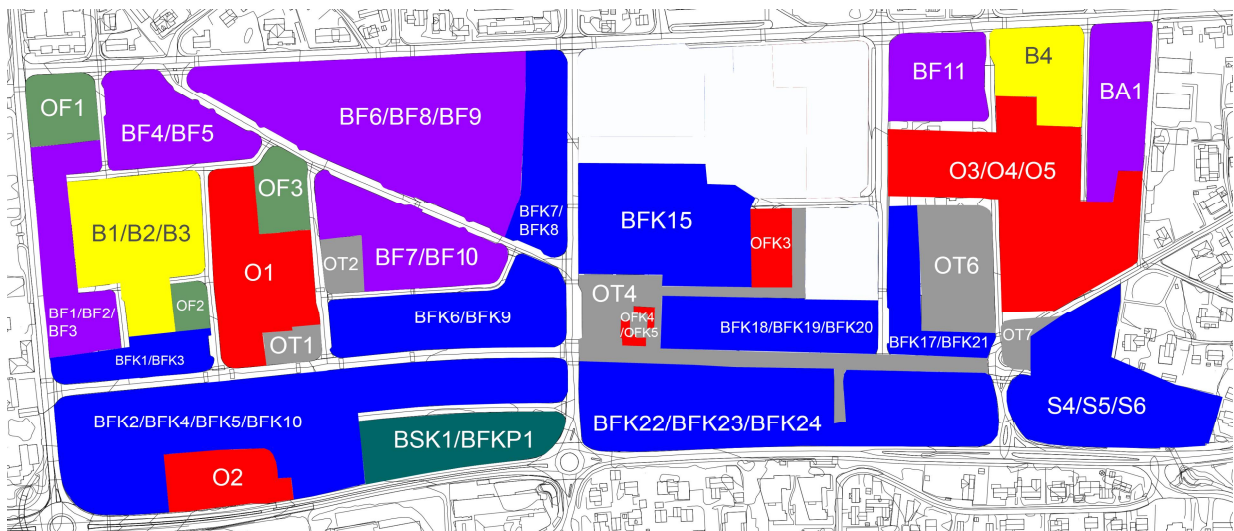 OF1
BF4/BF5
BF6/BF8/BF9
BF11
B4
BA1
OF3
O3/O4/O5
BFK7/
BFK8
BFK15
B1/B2/B3
OFK3
O1
OT2
BF7/BF10
OT6
OT4
OF2
BF1/BF2/
BF3
BFK6/BFK9
OFK4
/OFK5
BFK18/BFK19/BFK20
OT7
OT1
BFK17/BFK21
BFK1/BFK3
S4/S5/S6
BFK2/BFK4/BFK5/BFK10
BFK22/BFK23/BFK24
BSK1/BFKP1
O2